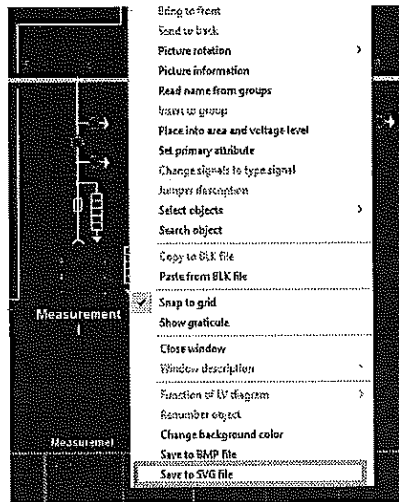 Bring to front
Send to back
Picture rotation
Picture information
Read name from groups
Insert to group
Place into area and voltage level
Set primary attribute
Change signals to type signal
Jumper description
Select objects
Search object
Copy to BLK file
Paste from BLK file
Snap to grid
Show graticule
Close window
Window description
Function of LV diagram
Renumber object
Change background color
Save to BMP file
Save to SVG file
Measurement
Measuremel